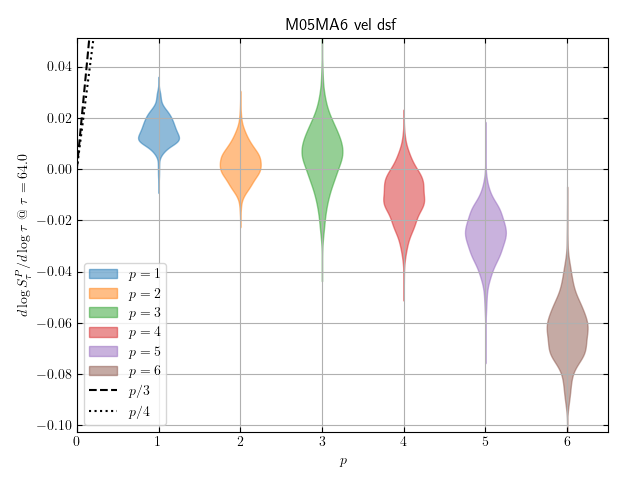 M05MA6 vel dsf
d log S_τ^P / d log τ @ τ = 64.0
0.04
0.02
0.00
−0.02
−0.04
−0.06
−0.08
−0.10
p = 1
p = 2
p = 3
p = 4
p = 5
p = 6
p/3
p/4
0 1 2 3 4 5 6
p